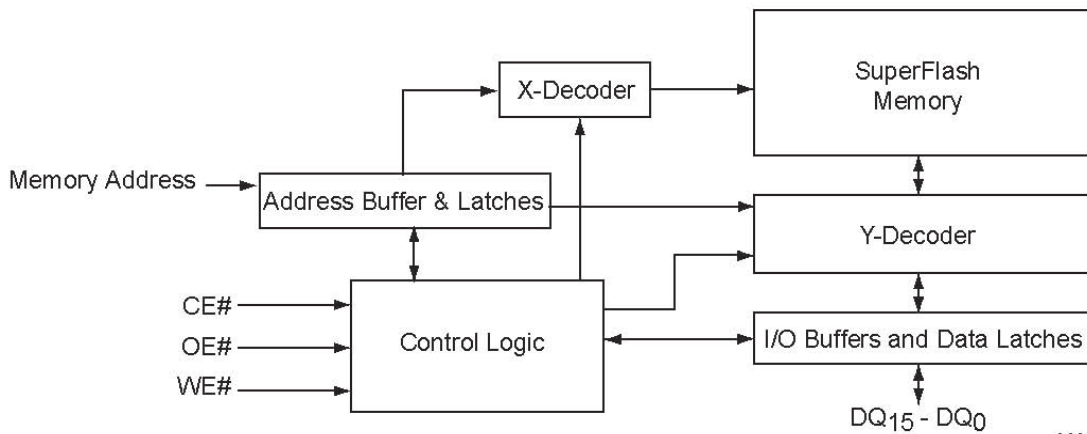 SuperFlash
Memory
X-Decoder
Memory Address
Address Buffer & Latches
Y-Decoder
CE#
OE#
WE#
Control Logic
I/O Buffers and Data Latches
DQ15 - DQ0